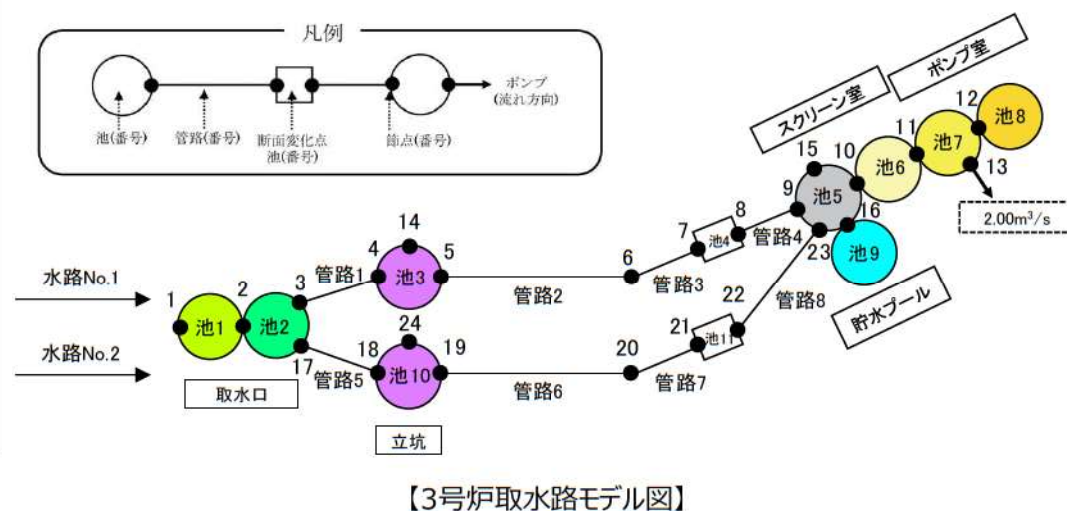 凡例
池(番号)
管路(番号)
断面変化点
池(番号)
節点(番号)
ポンプ
(流れ方向)
スクリーン室
ポンプ室
水路No.1
水路No.2
1
池1
2
池2
3
17
取水口
管路1
管路5
14
4
池3
5
24
18
池10
19
立坑
管路2
管路6
6
20
管路3
管路7
7
池4
8
21
池11
22
管路4
管路8
15
9
池5
10
23
16
池6
11
池7
12
池8
13
2.00m³/s
池9
貯水プール
【3号炉取水路モデル図】